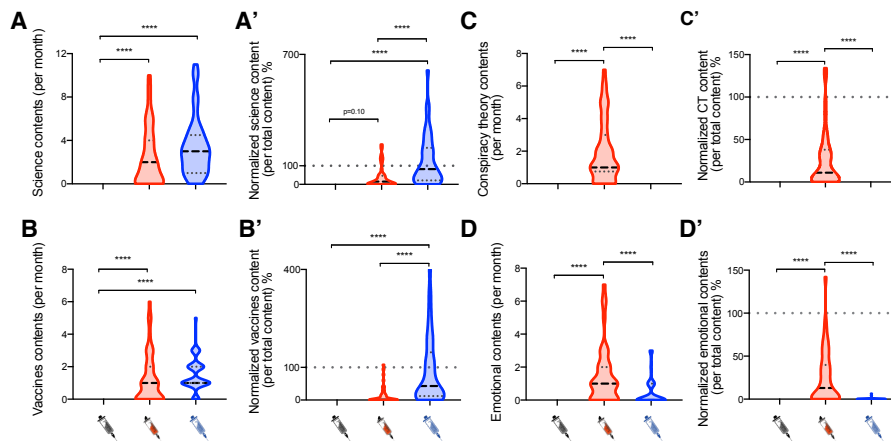 A
Science contents (per month)
12
8
4
0
****
****
A'
Normalized science content
(per total content) %
700
100
0
****
****
p=0.10
C
Conspiracy theory contents
(per month)
8
6
4
2
0
****
****
C'
Normalized CT content
(per total content) %
150
100
50
0
****
****
B
Vaccines contents (per month)
8
6
4
2
0
****
****
B'
Normalized vaccines content
(per total content) %
400
100
0
****
****
D
Emotional contents (per month)
8
6
4
2
0
****
****
D'
Normalized emotional contents
(per total content) %
150
100
50
0
****
****